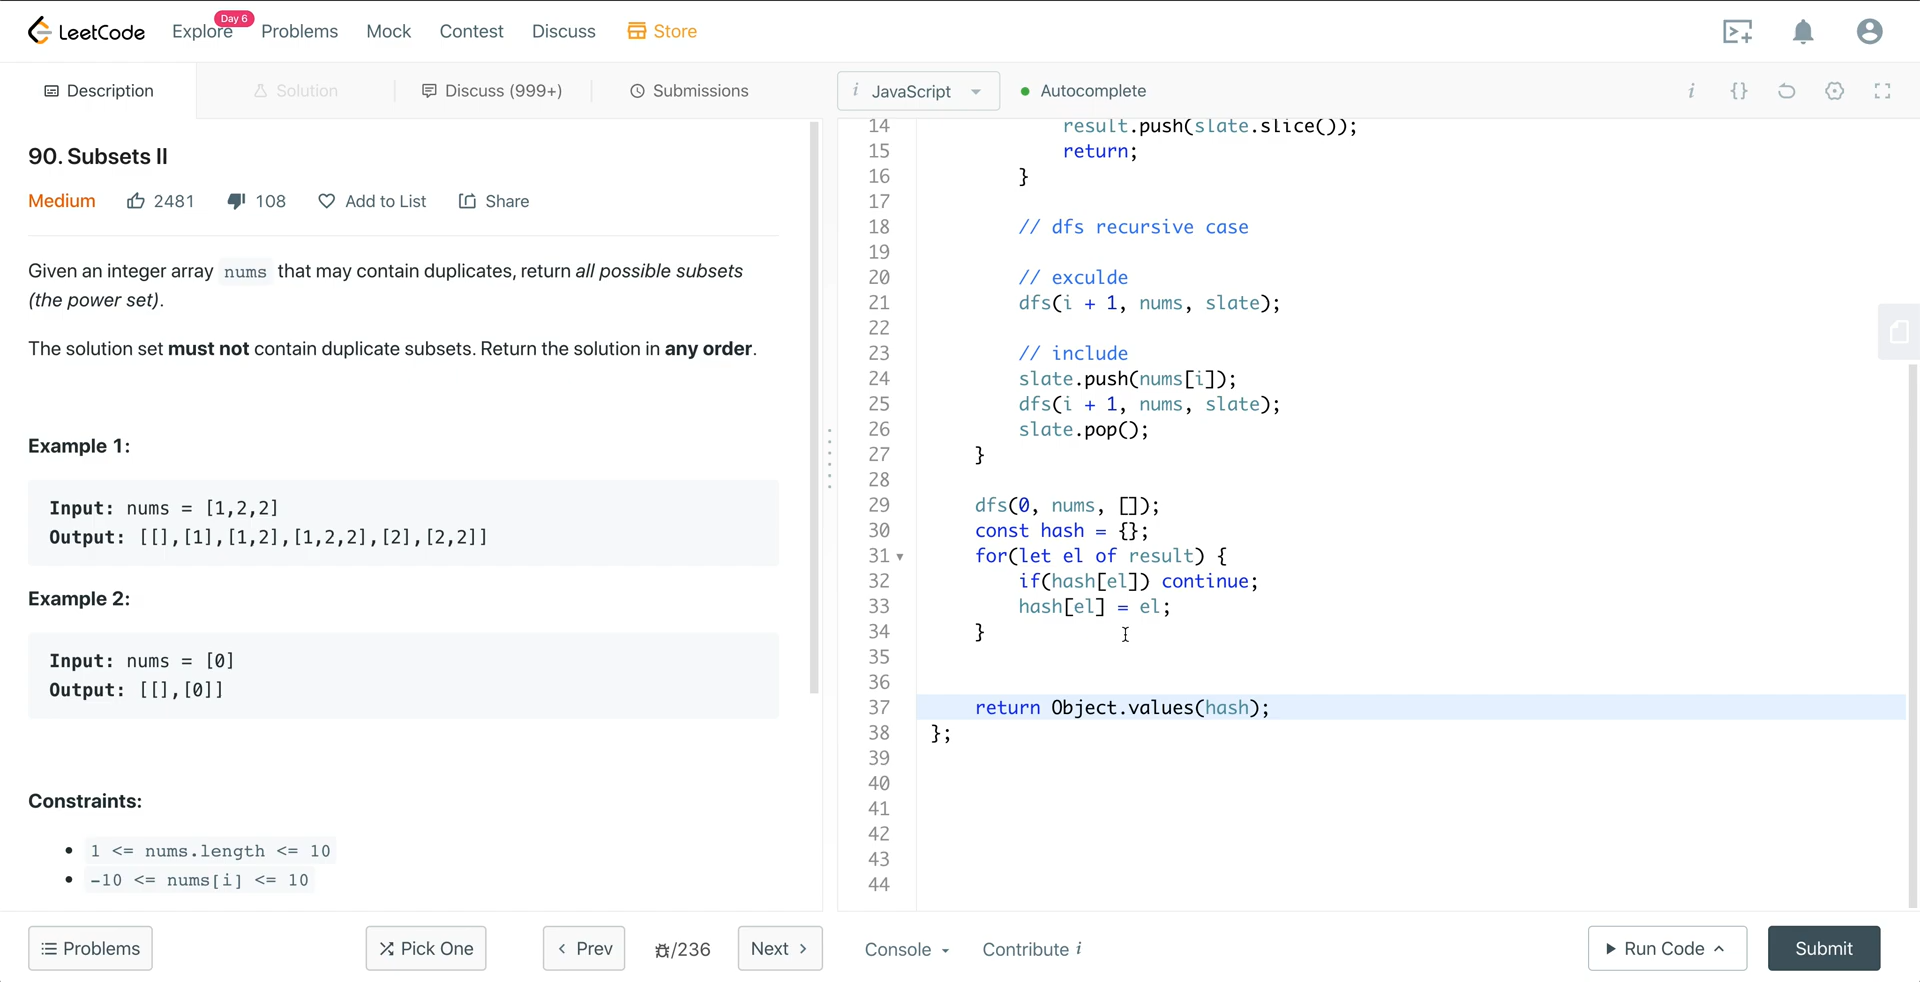 LeetCode
Explore
Day 6
Problems
Mock
Contest
Discuss
Store
Description
Solution
Discuss (999+)
Submissions
i JavaScript
Autocomplete
i
{}
90. Subsets II
Medium
2481
108
Add to List
Share
Given an integer array nums that may contain duplicates, return all possible subsets
(the power set).
The solution set must not contain duplicate subsets. Return the solution in any order.
Example 1:
Input: nums = [1,2,2]
Output: [[],[1],[1,2],[1,2,2],[2],[2,2]]
Example 2:
Input: nums = [0]
Output: [[],[0]]
Constraints:
1 <= nums.length <= 10
-10 <= nums[i] <= 10
14 result.push(slate.slice());
15 return;
16 }
17
18 // dfs recursive case
19
20 // exculde
21 dfs(i + 1, nums, slate);
22
23 // include
24 slate.push(nums[i]);
25 dfs(i + 1, nums, slate);
26 slate.pop();
27 }
28
29 dfs(0, nums, []);
30 const hash = {};
31 for(let el of result) {
32 if(hash[el]) continue;
33 hash[el] = el;
34 }
35
36
37 return Object.values(hash);
38 };
39
40
41
42
43
44
Problems
Pick One
Prev
/236
Next
Console
Contribute i
Run Code
Submit